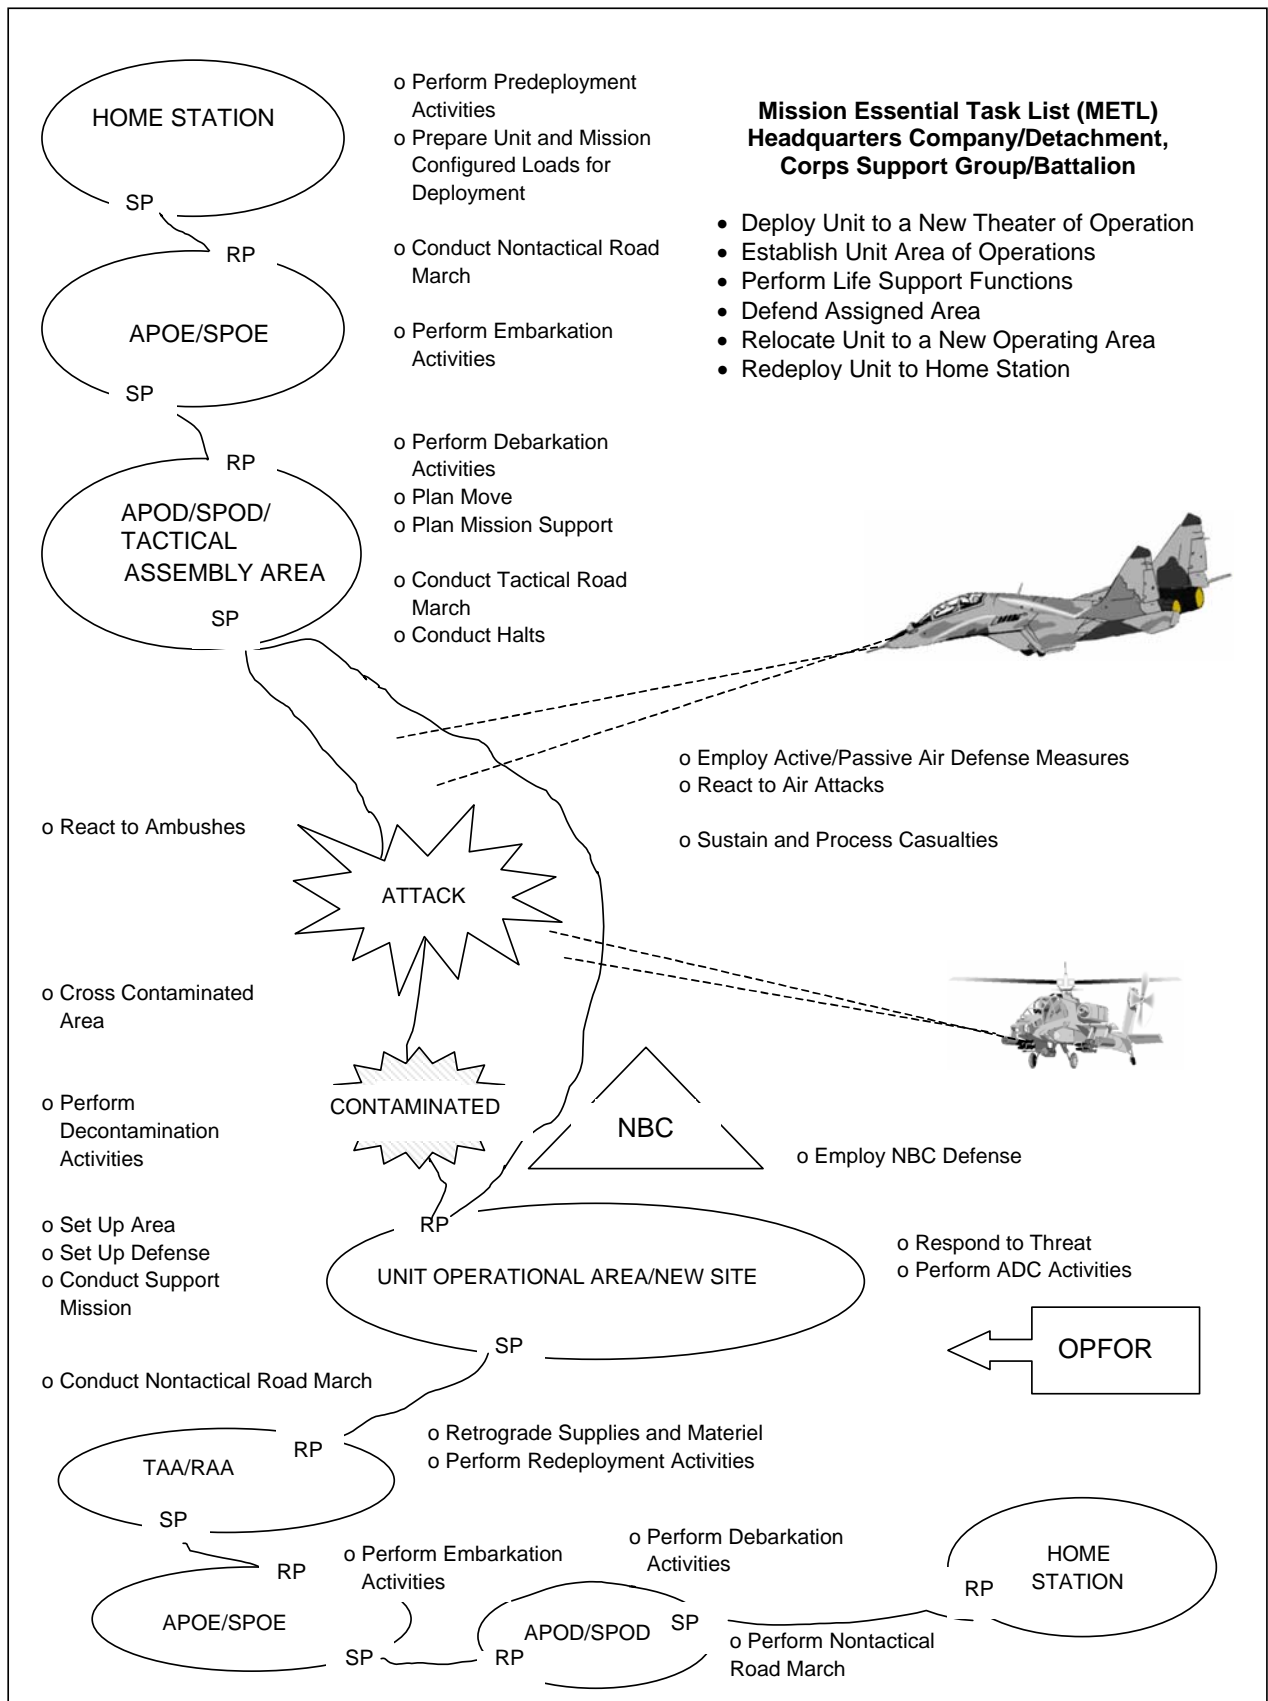 HOME STATION
SP
o Perform Predeployment
Activities
o Prepare Unit and Mission
Configured Loads for
Deployment
Mission Essential Task List (METL)
Headquarters Company/Detachment,
Corps Support Group/Battalion
• Deploy Unit to a New Theater of Operation
• Establish Unit Area of Operations
• Perform Life Support Functions
• Defend Assigned Area
• Relocate Unit to a New Operating Area
• Redeploy Unit to Home Station
RP
o Conduct Nontactical Road
March
APOE/SPOE
o Perform Embarkation
Activities
SP
RP
o Perform Debarkation
Activities
o Plan Move
o Plan Mission Support
APOD/SPOD/
TACTICAL
ASSEMBLY AREA
SP
o Conduct Tactical Road
March
o Conduct Halts
o Employ Active/Passive Air Defense Measures
o React to Air Attacks
o React to Ambushes
o Sustain and Process Casualties
ATTACK
o Cross Contaminated
Area
o Perform
Decontamination
Activities
CONTAMINATED
NBC
o Employ NBC Defense
o Set Up Area
o Set Up Defense
o Conduct Support
Mission
RP
UNIT OPERATIONAL AREA/NEW SITE
SP
o Respond to Threat
o Perform ADC Activities
OPFOR
o Conduct Nontactical Road March
RP
TAA/RAA
SP
o Retrograde Supplies and Materiel
o Perform Redeployment Activities
RP
APOE/SPOE
SP
o Perform Embarkation
Activities
o Perform Debarkation
Activities
RP
APOD/SPOD
SP
o Perform Nontactical
Road March
HOME
STATION
RP